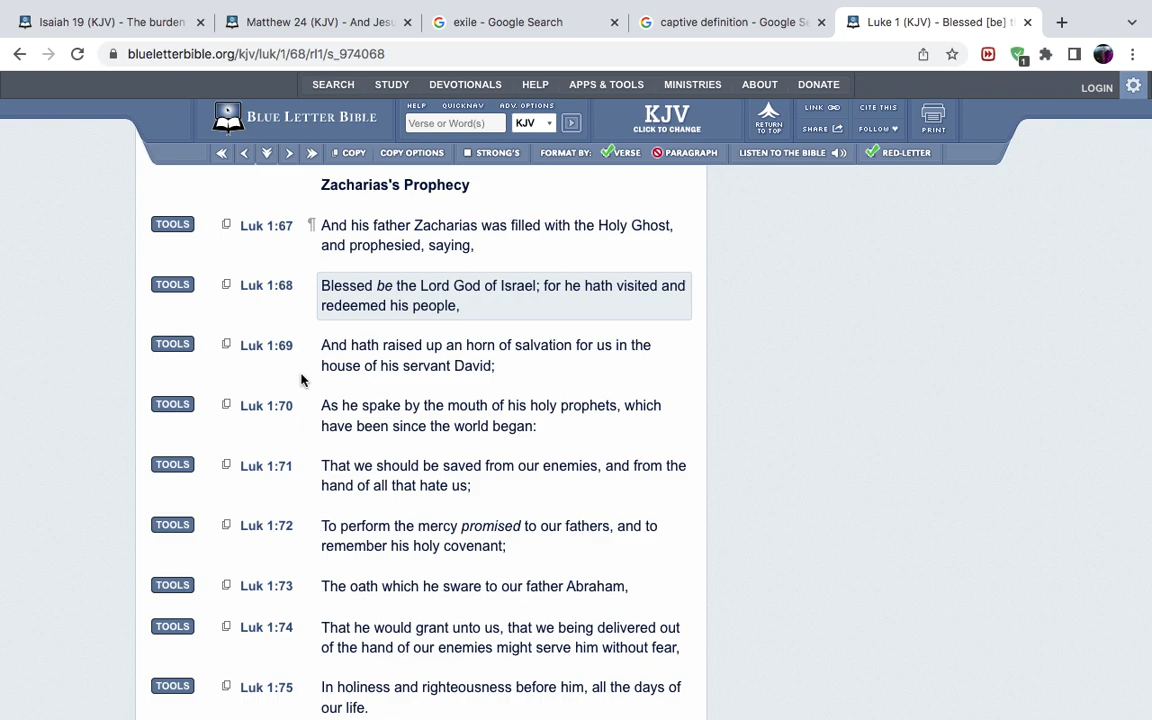 Isaiah 19 (KJV) - The burden
Matthew 24 (KJV) - And Jesu
exile - Google Search
captive definition - Google Se
Luke 1 (KJV) - Blessed [be] t
blueletterbible.org/kjv/luk/1/68/rl1/s_974068
1
SEARCH STUDY DEVOTIONALS HELP APPS & TOOLS MINISTRIES ABOUT DONATE
LOGIN
BLUE LETTER BIBLE
HELP QUICKNAV ADV. OPTIONS
Verse or Word(s) KJV
KJV
CLICK TO CHANGE
RETURN
TO TOP
LINK CITE THIS
SHARE FOLLOW
PRINT
COPY COPY OPTIONS STRONG'S FORMAT BY: VERSE PARAGRAPH LISTEN TO THE BIBLE RED-LETTER
Zacharias's Prophecy
TOOLS Luk 1:67 ¶ And his father Zacharias was filled with the Holy Ghost,
and prophesied, saying,
TOOLS Luk 1:68 Blessed be the Lord God of Israel; for he hath visited and
redeemed his people,
TOOLS Luk 1:69 And hath raised up an horn of salvation for us in the
house of his servant David;
TOOLS Luk 1:70 As he spake by the mouth of his holy prophets, which
have been since the world began:
TOOLS Luk 1:71 That we should be saved from our enemies, and from the
hand of all that hate us;
TOOLS Luk 1:72 To perform the mercy promised to our fathers, and to
remember his holy covenant;
TOOLS Luk 1:73 The oath which he sware to our father Abraham,
TOOLS Luk 1:74 That he would grant unto us, that we being delivered out
of the hand of our enemies might serve him without fear,
TOOLS Luk 1:75 In holiness and righteousness before him, all the days of
our life.